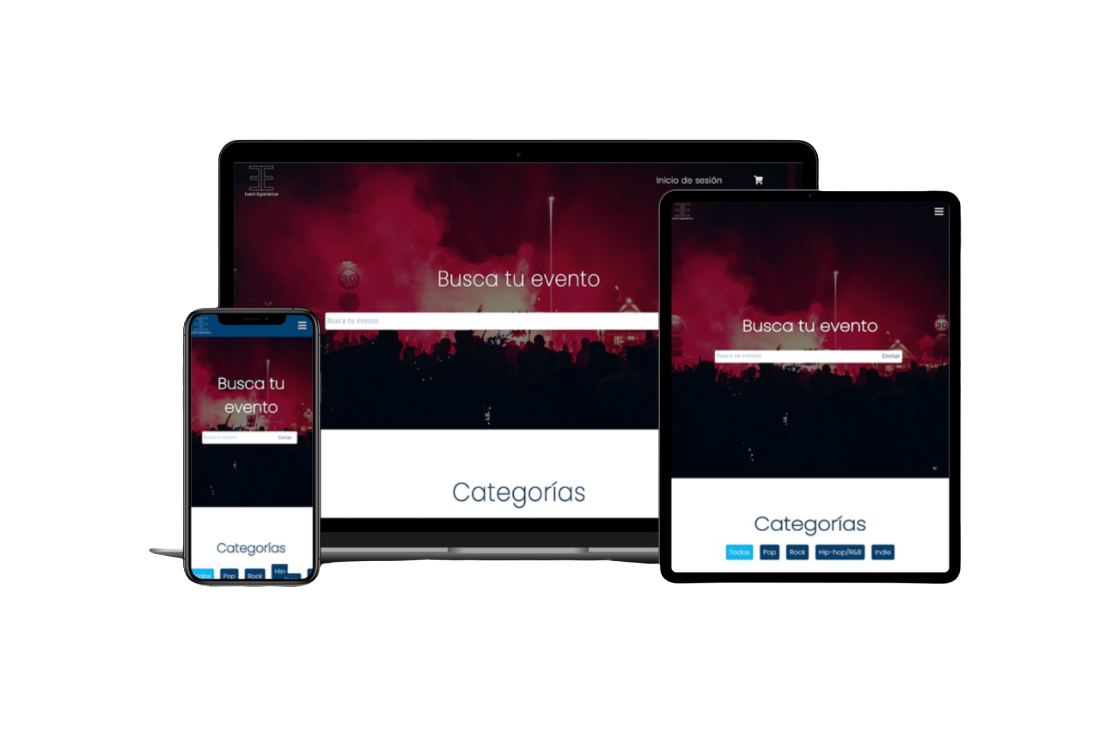 Event Experience
Inicio de sesión
Busca tu evento
Busca tu evento
Categorías
Busca tu
evento
Busca tu evento
Enviar
Categorías
Todos
Pop
Rock
Hip-
Busca tu evento
Busca tu evento
Enviar
Categorías
Todos
Pop
Rock
Hip-hop/R&B
Indie